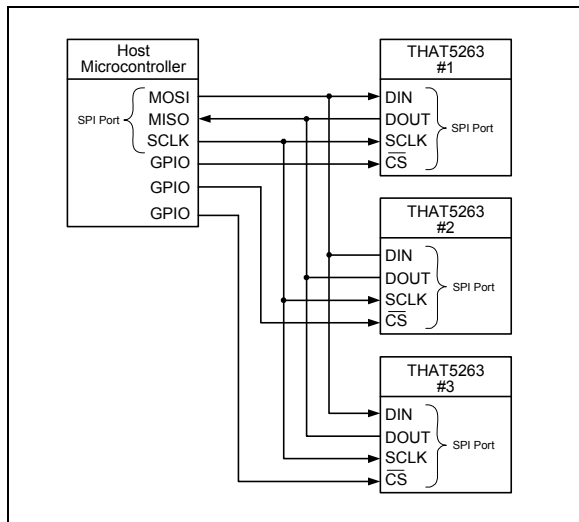 Host
Microcontroller
SPI Port
MOSI
MISO
SCLK
GPIO
GPIO
GPIO
THAT5263
#1
DIN
DOUT
SCLK
CS
SPI Port
THAT5263
#2
DIN
DOUT
SCLK
CS
SPI Port
THAT5263
#3
DIN
DOUT
SCLK
CS
SPI Port